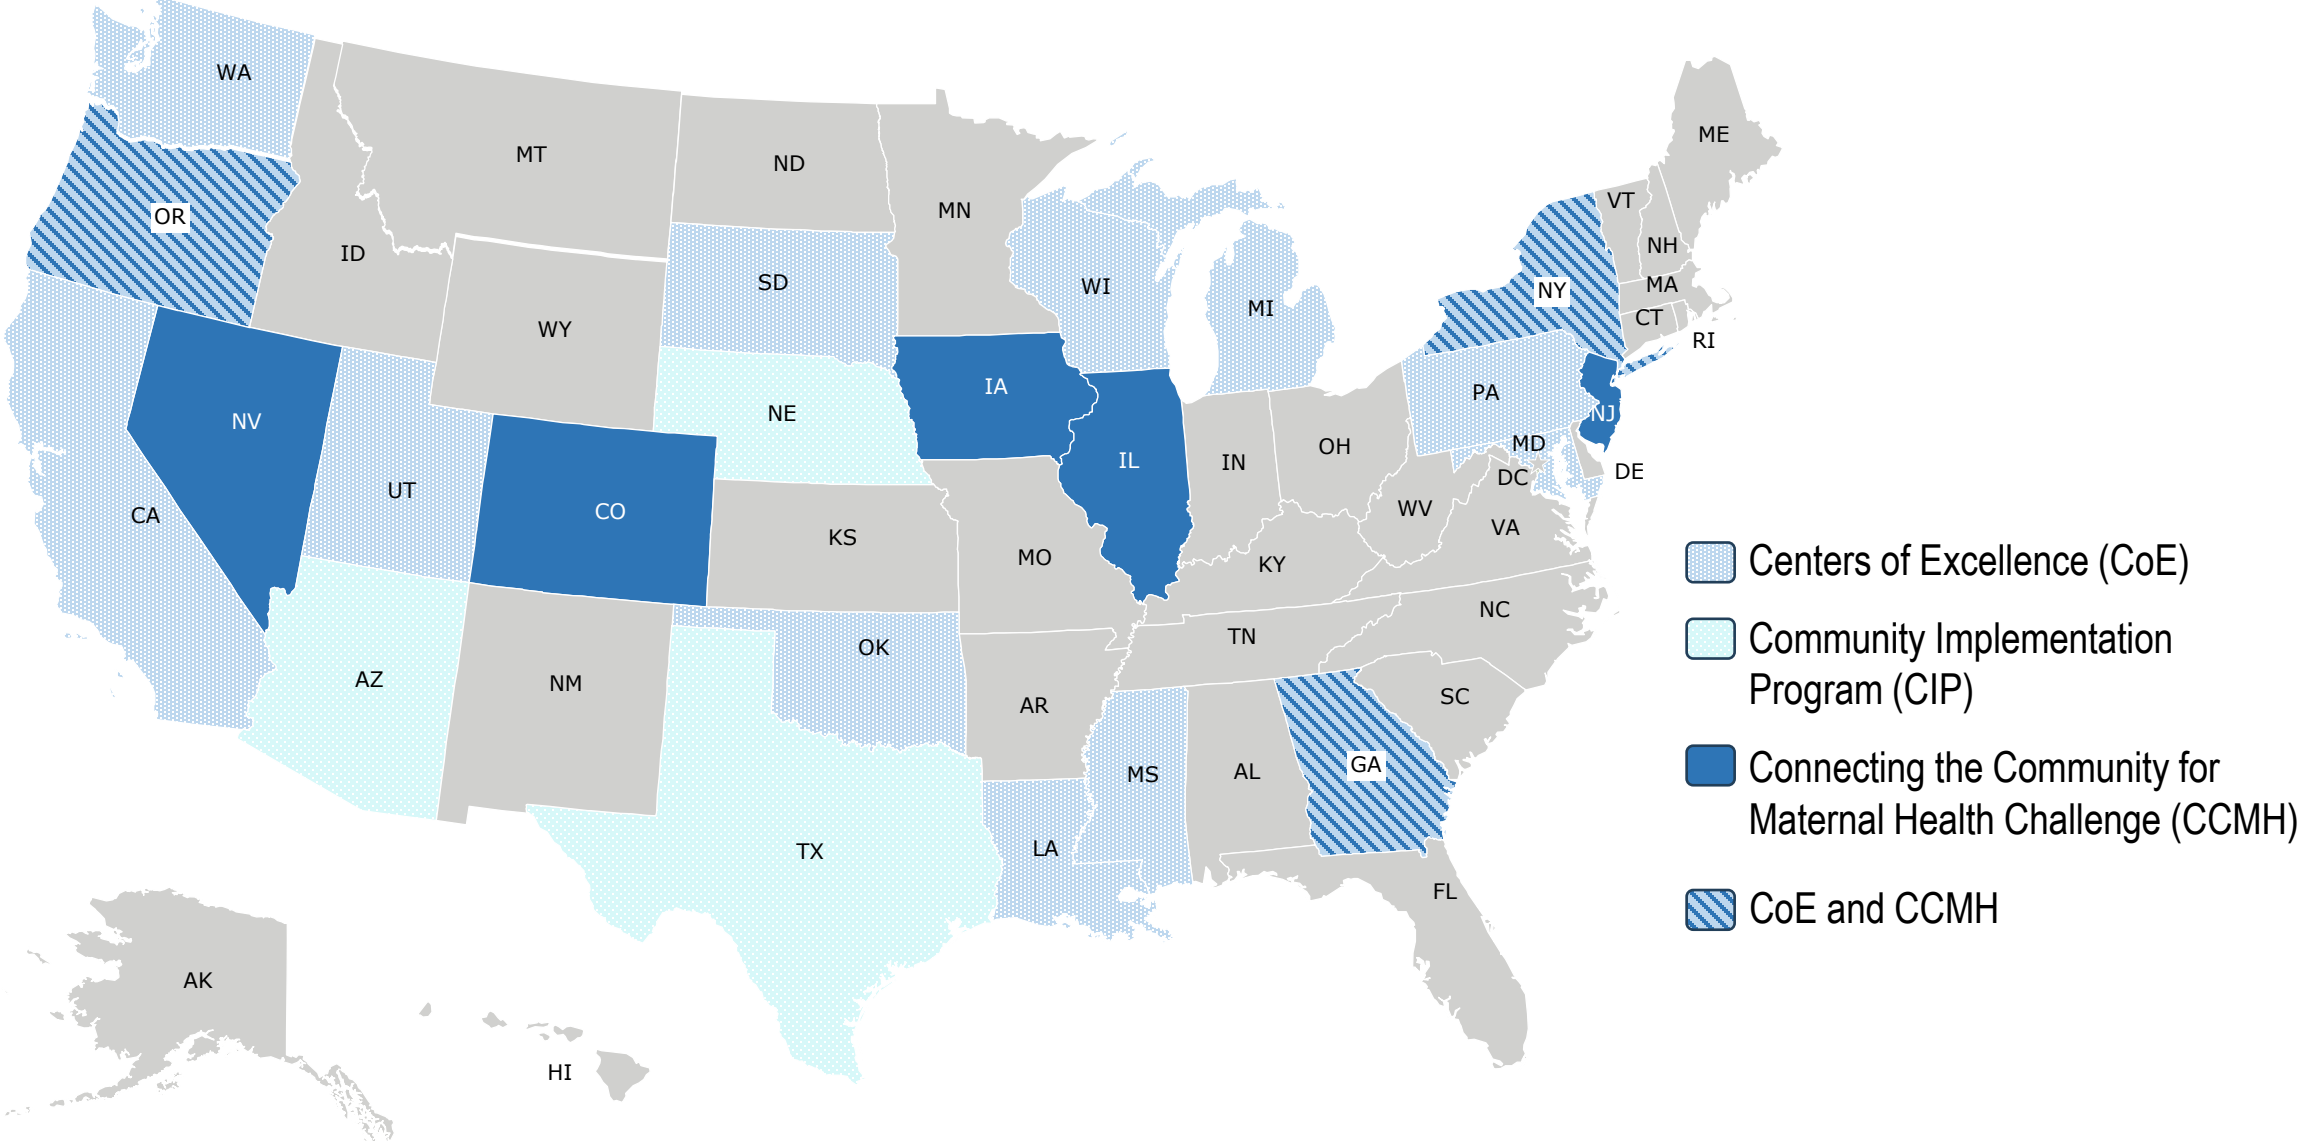 WA
MT
ND
MN
ME
OR
ID
SD
WI
MI
VT
NH
NY
MA
CT
RI
WY
NV
NE
IA
PA
NJ
UT
CO
IL
IN
OH
MD
DC
DE
CA
KS
MO
WV
VA
KY
NC
TN
AZ
NM
OK
AR
SC
MS
AL
GA
TX
LA
FL
AK
HI
Centers of Excellence (CoE)
Community Implementation
Program (CIP)
Connecting the Community for
Maternal Health Challenge (CCMH)
CoE and CCMH